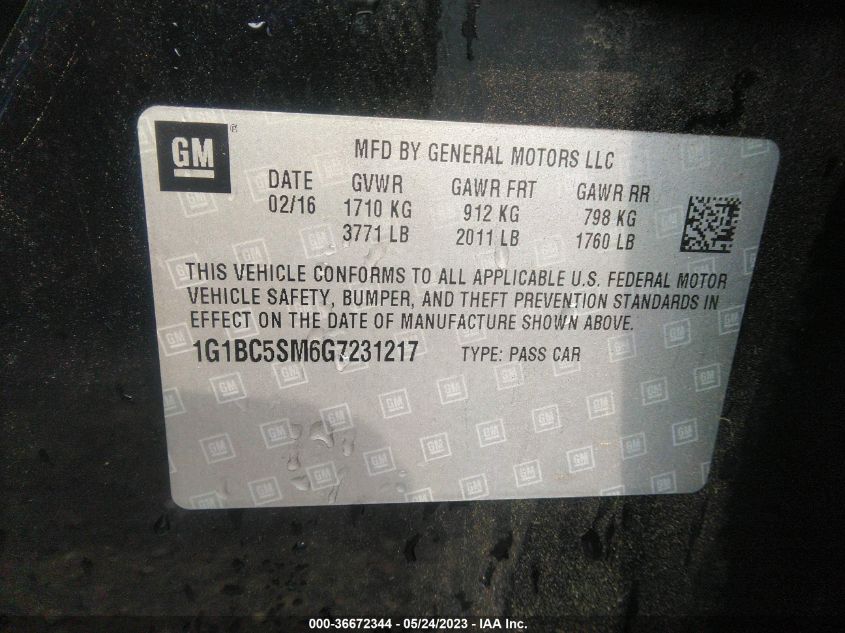 GM
MFD BY GENERAL MOTORS LLC
DATE GVWR GAWR FRT GAWR RR
02/16 1710 KG 912 KG 798 KG
3771 LB 2011 LB 1760 LB
THIS VEHICLE CONFORMS TO ALL APPLICABLE U.S. FEDERAL MOTOR
VEHICLE SAFETY, BUMPER, AND THEFT PREVENTION STANDARDS IN
EFFECT ON THE DATE OF MANUFACTURE SHOWN ABOVE.
1G1BC5SM6G7231217 TYPE: PASS CAR
000-36672344 - 05/24/2023 - IAA Inc.